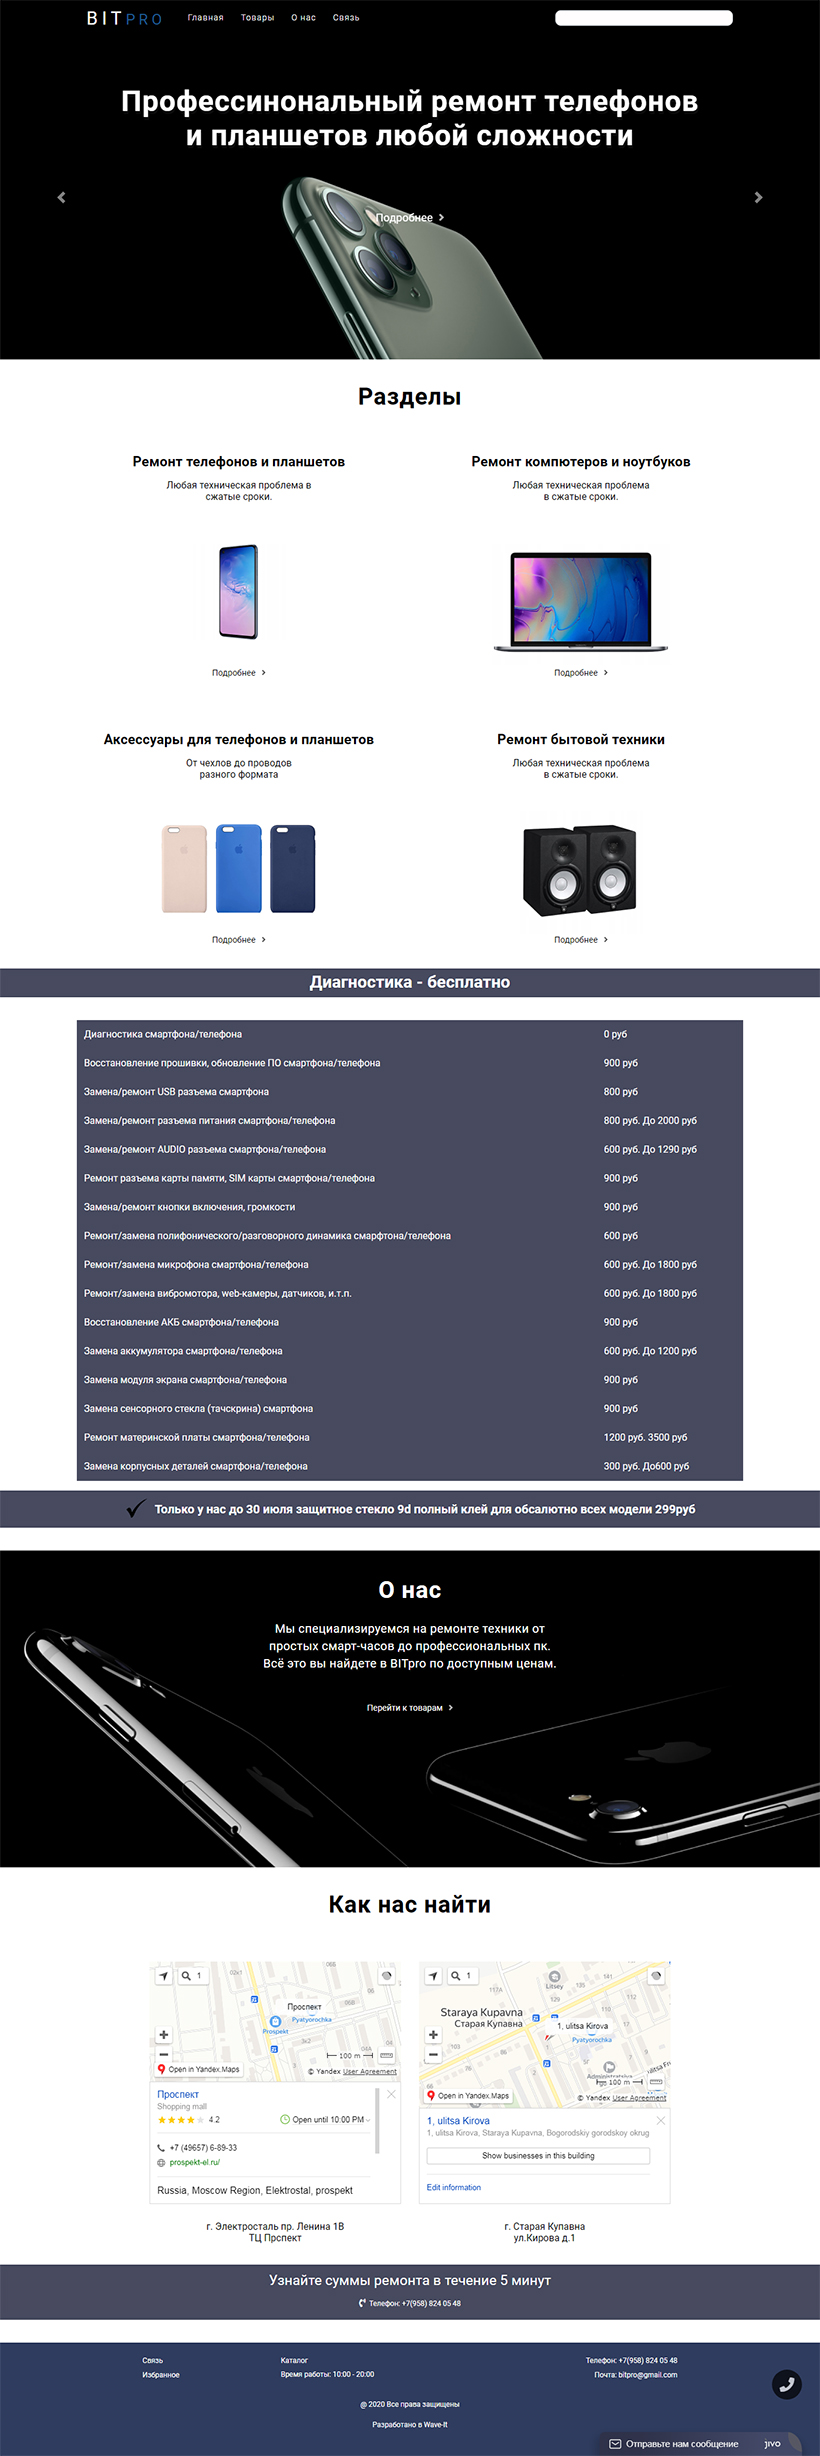 BITPRO
Главная Товары О нас Связь
Профессинональный ремонт телефонов
и планшетов любой сложности
Подробнее
Разделы
Ремонт телефонов и планшетов
Любая техническая проблема в
сжатые сроки.
Подробнее
Ремонт компютеров и ноутбуков
Любая техническая проблема
в сжатые сроки.
Подробнее
Аксессуары для телефонов и планшетов
От чехлов до проводов
разного формата
Подробнее
Ремонт бытовой техники
Любая техническая проблема
в сжатые сроки.
Подробнее
Диагностика - бесплатно
Диагностика смартфона/телефона 0 руб
Восстановление прошивки, обновление ПО смартфона/телефона 900 руб
Замена/ремонт USB разъема смартфона 800 руб
Замена/ремонт разъема питания смартфона/телефона 800 руб. До 2000 руб
Замена/ремонт AUDIO разъема смартфона/телефона 600 руб. До 1290 руб
Ремонт разъема карты памяти, SIM карты смартфона/телефона 900 руб
Замена/ремонт кнопки включения, громкости 900 руб
Ремонт/замена полифонического/разговорного динамика смарфтона/телефона 600 руб
Ремонт/замена микрофона смартфона/телефона 600 руб. До 1800 руб
Ремонт/замена вибромотора, web-камеры, датчиков, и.т.п. 600 руб. До 1800 руб
Восстановление АКБ смартфона/телефона 900 руб
Замена аккумулятора смартфона/телефона 600 руб. До 1200 руб
Замена модуля экрана смартфона/телефона 900 руб
Замена сенсорного стекла (тачскрина) смартфона 900 руб
Ремонт материнской платы смартфона/телефона 1200 руб. 3500 руб
Замена корпусных деталей смартфона/телефона 300 руб. До600 руб
Только у нас до 30 июля защитное стекло 9d полный клей для обсалютно всех модели 299руб
О нас
Мы специализируемся на ремонте техники от
простых смарт-часов до профессиональных пк.
Всё это вы найдете в BITpro по доступным ценам.
Перейти к товарам
Как нас найти
1
02к1
066
06Б
Проспект
Pyatyorochka
Prospekt
3к2
04А
100 m
Open in Yandex.Maps
© Yandex User Agreement
Проспект
Shopping mall
4.2 Open until 10:00 PM
+7 (49657) 6-89-33
prospekt-el.ru/
Russia, Moscow Region, Elektrostal, prospekt
г. Электросталь пр. Ленина 1В
ТЦ Прспект
1
Litsey
117А
110
Staraya Kupavna
Старая Купавна
1, ulitsa Kirova
Pyatyorochka
Administratsiya
100 m
Open in Yandex.Maps
© Yandex User Agreement
1, ulitsa Kirova
1, ulitsa Kirova, Staraya Kupavna, Bogorodskiy gorodskoy okrug
Show businesses in this building
Edit information
г. Старая Купавна
ул.Кирова д.1
Узнайте суммы ремонта в течение 5 минут
Телефон: +7(958) 824 05 48
Связь
Избранное
Каталог
Время работы: 10:00 - 20:00
Телефон: +7(958) 824 05 48
Почта: bitpro@gmail.com
@ 2020 Все права защищены
Разработано в Wave-It
Отправьте нам сообщение jivo